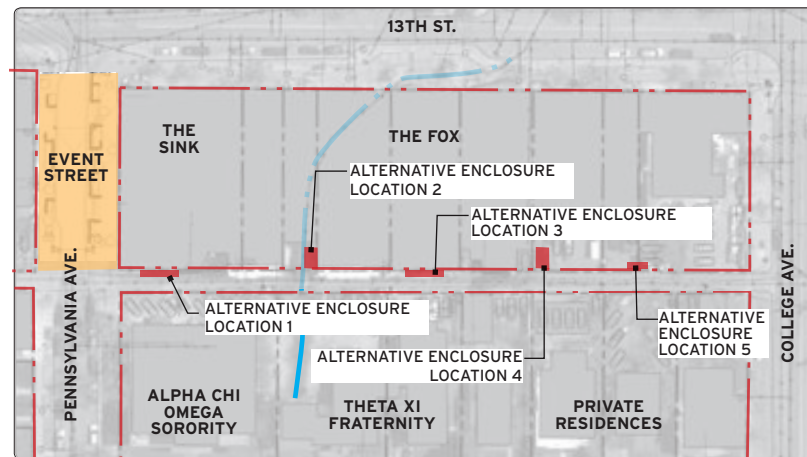 13TH ST.
THE
SINK
THE FOX
EVENT
STREET
ALTERNATIVE ENCLOSURE
LOCATION 2
ALTERNATIVE ENCLOSURE
LOCATION 3
PENNSYLVANIA AVE.
COLLEGE AVE.
ALTERNATIVE ENCLOSURE
LOCATION 1
ALTERNATIVE ENCLOSURE
LOCATION 4
ALTERNATIVE
ENCLOSURE
LOCATION 5
ALPHA CHI
OMEGA
SORORITY
THETA XI
FRATERNITY
PRIVATE
RESIDENCES